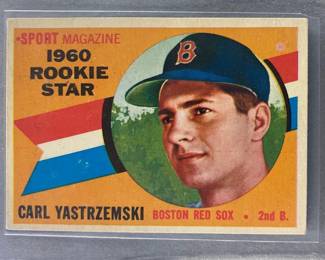 SPORT MAGAZINE
1960
ROOKIE
STAR
B
CARL YASTRZEMSKI BOSTON RED SOX • 2nd B.